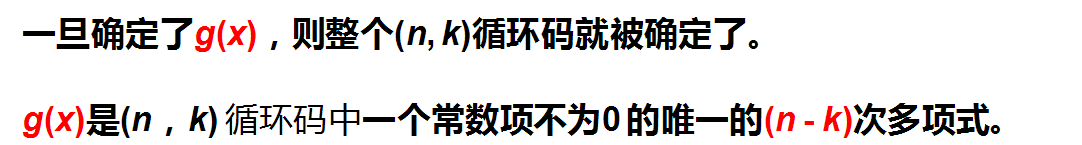 一旦确定了g(x)，则整个(n, k)循环码就被确定了。
g(x)是(n，k) 循环码中一个常数项不为0 的唯一的(n - k)次多项式。